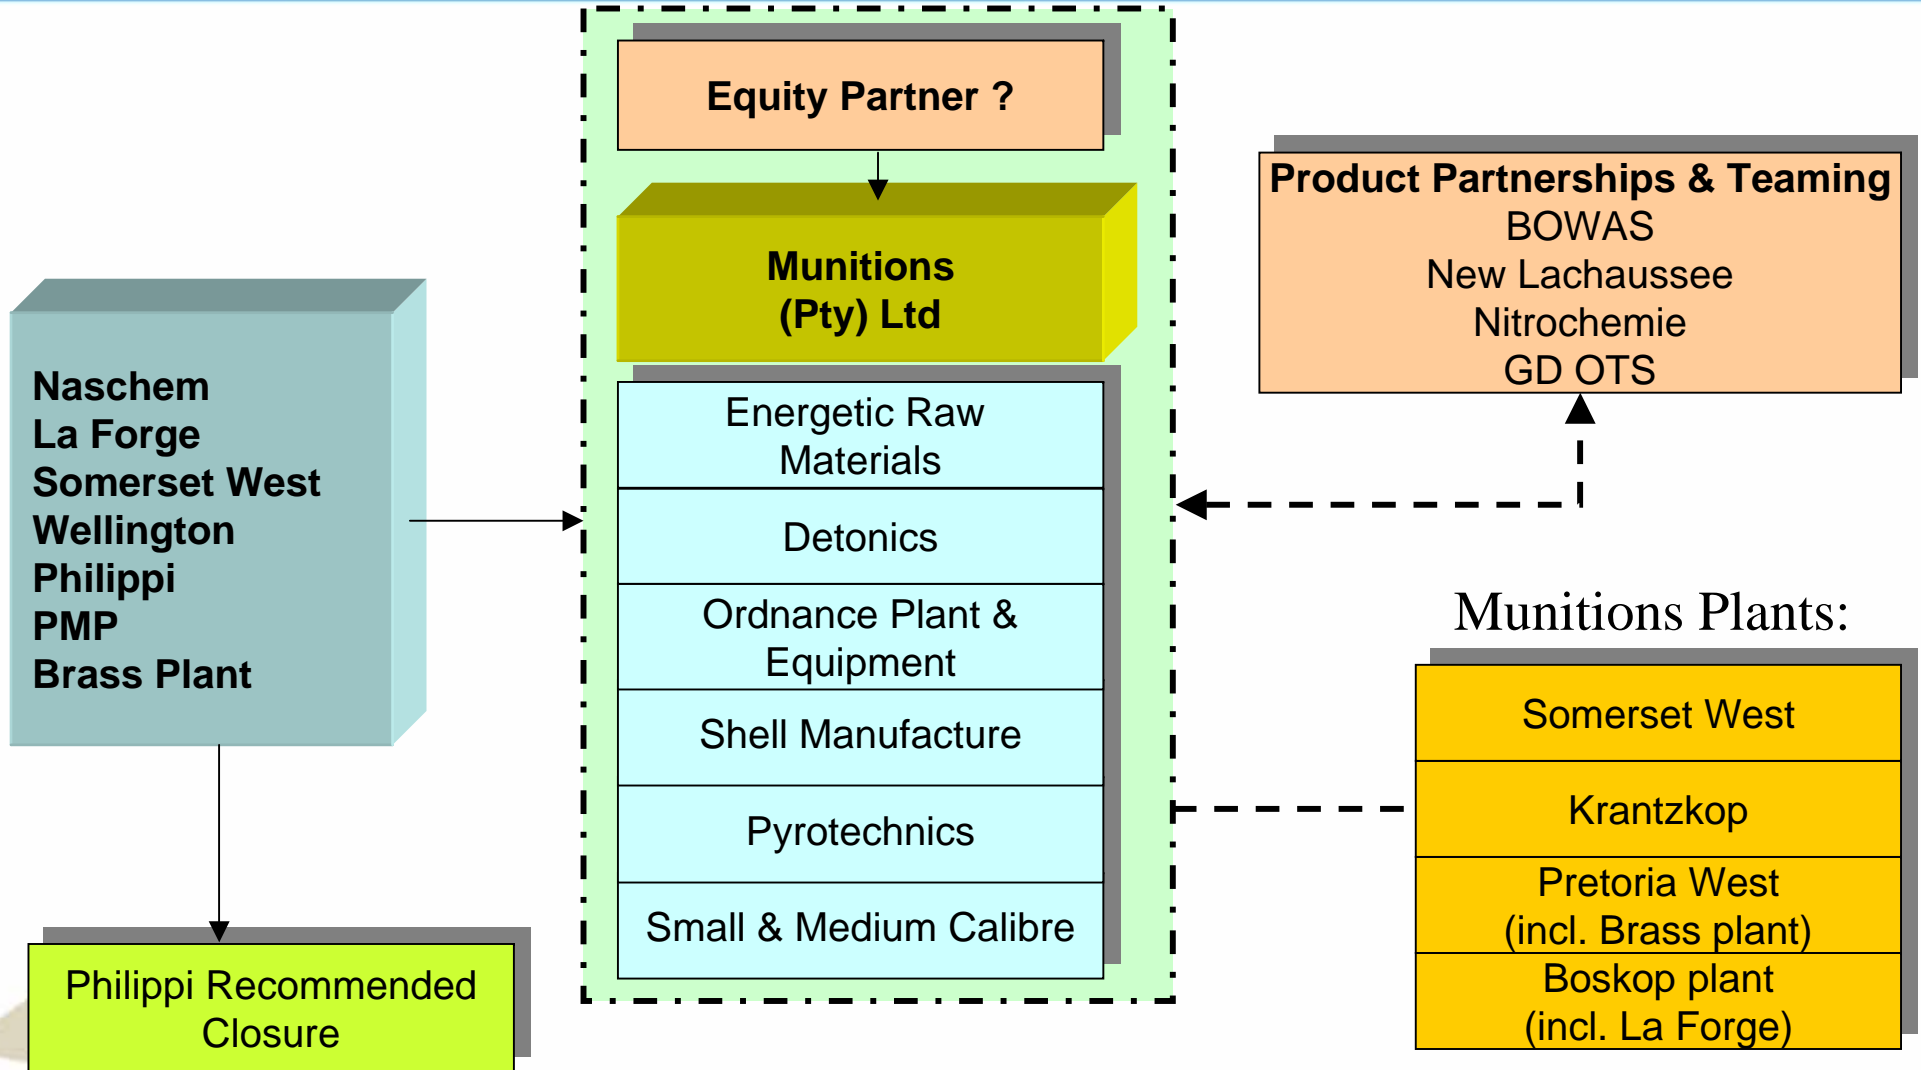 Equity Partner ?
Munitions
(Pty) Ltd
Energetic Raw
Materials
Detonics
Ordnance Plant &
Equipment
Shell Manufacture
Pyrotechnics
Small & Medium Calibre
Naschem
La Forge
Somerset West
Wellington
Philippi
PMP
Brass Plant
Philippi Recommended
Closure
Product Partnerships & Teaming
BOWAS
New Lachaussee
Nitrochemie
GD OTS
Munitions Plants:
Somerset West
Krantzkop
Pretoria West
(incl. Brass plant)
Boskop plant
(incl. La Forge)